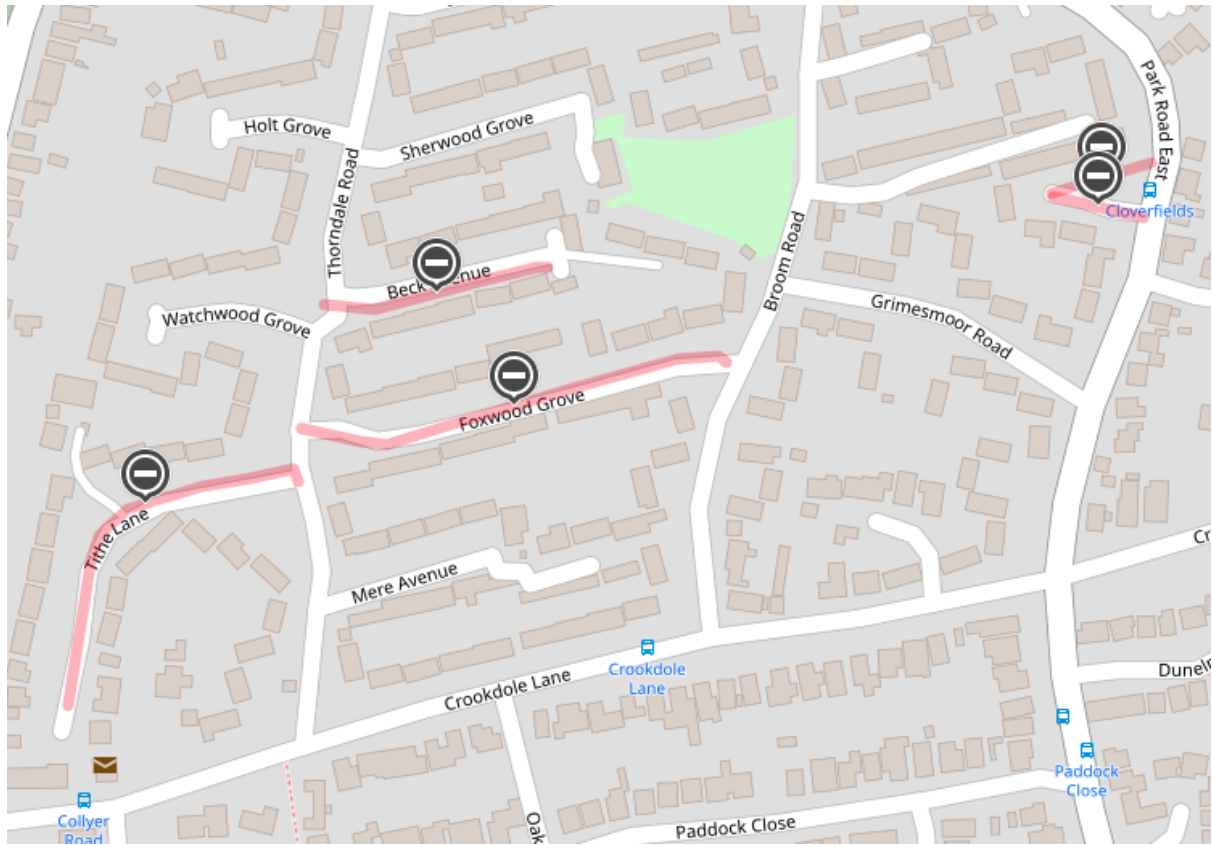 Park Road East
Holt Grove
Sherwood Grove
Thorndale Road
Cloverfields
Broom Road
Watchwood Grove
Grimesmoor Road
Foxwood Grove
Tithe Lane
Mere Avenue
Crookdole
Lane
Crookdole Lane
Paddock
Close
Paddock Close
Collyer
Road
Oak